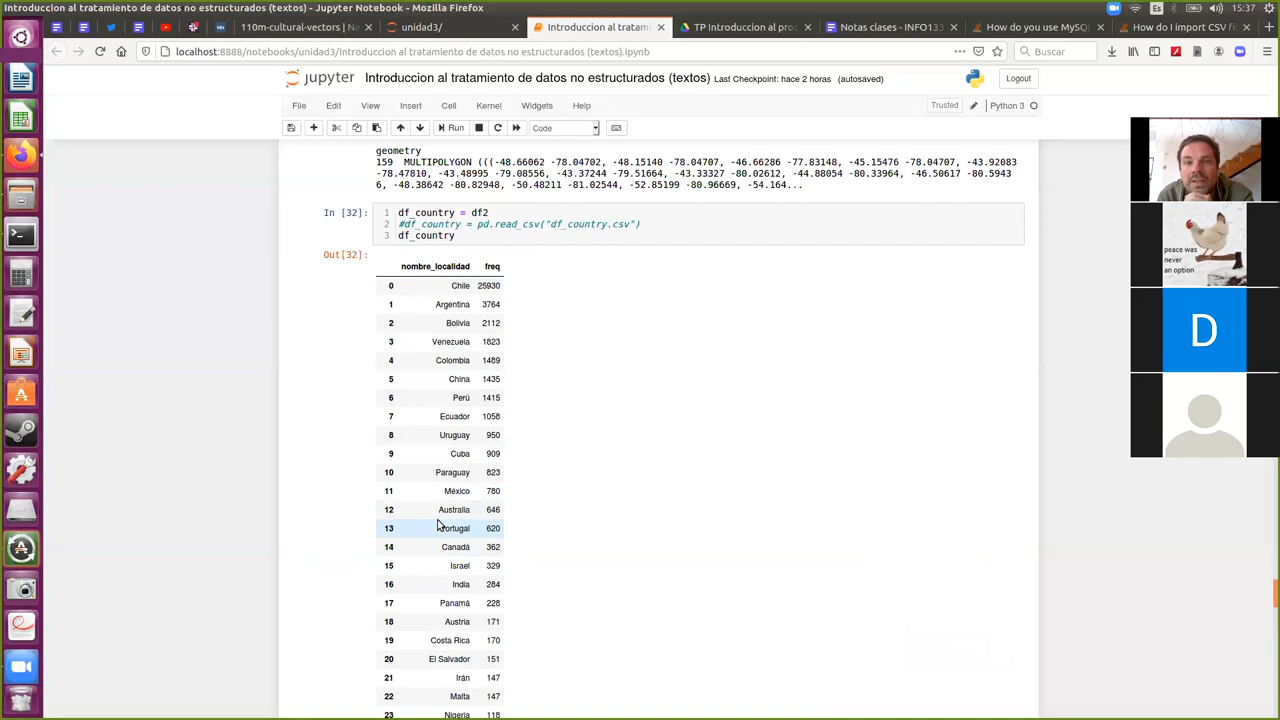 Introduccion al tratamiento de datos no estructurados (textos) - Jupyter Notebook - Mozilla Firefox
Es
15:37
110m-cultural-vectors | N
unidad3/
Introduccion al tratami
TP Introducción al proc
Notas clases - INFO133
How do you use MySQL
How do I import CSV fi
localhost:8888/notebooks/unidad3/Introduccion al tratamiento de datos no estructurados (textos).ipynb
Buscar
jupyter Introduccion al tratamiento de datos no estructurados (textos) Last Checkpoint: hace 2 horas (autosaved)
Logout
File Edit View Insert Cell Kernel Widgets Help
Trusted
Python 3
Run
Code
geometry
159 MULTIPOLYGON (((-48.66062 -78.04702, -48.15140 -78.04707, -46.66286 -77.83148, -45.15476 -78.04707, -43.92083
-78.47810, -43.48995 -79.08556, -43.37244 -79.51664, -43.33327 -80.02612, -44.88054 -80.33964, -46.50617 -80.5943
6, -48.38642 -80.82948, -50.48211 -81.02544, -52.85199 -80.96669, -54.164...
In [32]:
1 df_country = df2
2 #df_country = pd.read_csv("df_country.csv")
3 df_country
Out[32]:
nombre_localidad freq
0 Chile 25930
1 Argentina 3764
2 Bolivia 2112
3 Venezuela 1823
4 Colombia 1489
5 China 1435
6 Perú 1415
7 Ecuador 1058
8 Uruguay 950
9 Cuba 909
10 Paraguay 823
11 México 780
12 Australia 646
13 Portugal 620
14 Canadá 362
15 Israel 329
16 India 284
17 Panamá 228
18 Austria 171
19 Costa Rica 170
20 El Salvador 151
21 Irán 147
22 Malta 147
23 Nigeria 118
peace was
never
an option
D